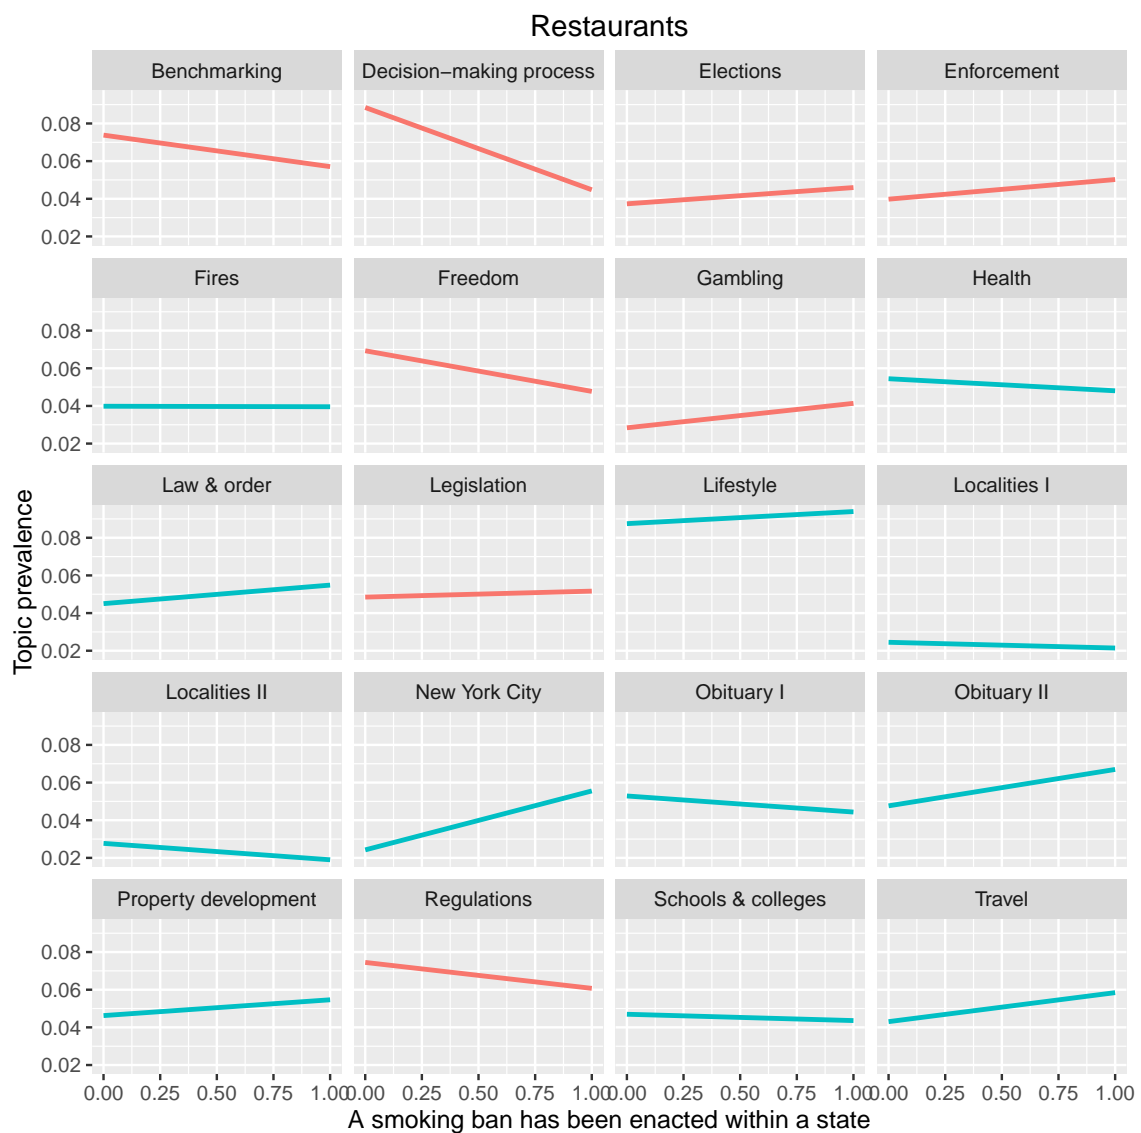 Restaurants
Benchmarking Decision−making process Elections Enforcement
0.08
0.06
0.04
0.02
Fires Freedom Gambling Health
0.08
0.06
0.04
0.02
Law & order Legislation Lifestyle Localities I
0.08
0.06
0.04
0.02
Localities II New York City Obituary I Obituary II
0.08
0.06
0.04
0.02
Property development Regulations Schools & colleges Travel
0.08
0.06
0.04
0.02
0.00 0.25 0.50 0.75 1.00 0.00 0.25 0.50 0.75 1.00 0.00 0.25 0.50 0.75 1.00 0.00 0.25 0.50 0.75 1.00
A smoking ban has been enacted within a state
Topic prevalence